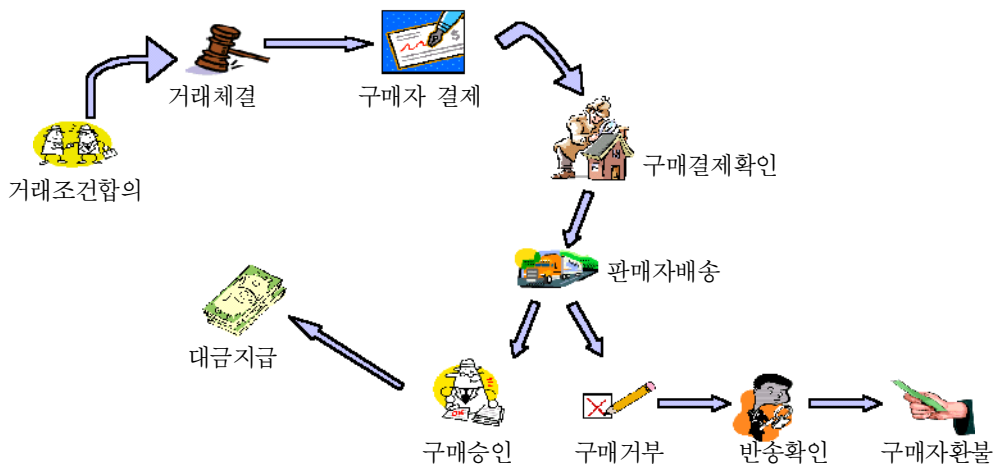 거래체결
구매자 결제
거래조건합의
구매결제확인
판매자배송
대금지급
구매승인
구매거부
반송확인
구매자환불